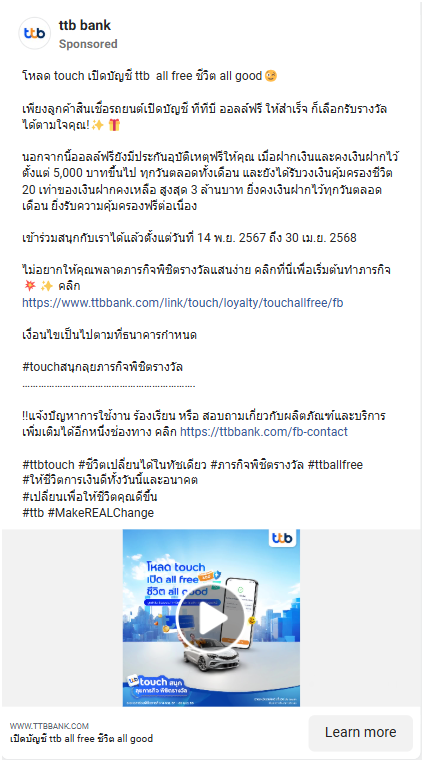 ttb bank
Sponsored
โหลด touch เปิดบัญชี ttb all free ชีวิต all good 😉
เพียงลูกค้าสินเชื่อรถยนต์เปิดบัญชี ทีทีบี ออลล์ฟรี ให้สำเร็จ ก็เลือกรับรางวัล
ได้ตามใจคุณ!✨🎁
นอกจากนี้ออลล์ฟรียังมีประกันอุบัติเหตุฟรีให้คุณ เมื่อฝากเงินและคงเงินฝากไว้
ตั้งแต่ 5,000 บาทขึ้นไป ทุกวันตลอดทั้งเดือน และยังได้รับวงเงินคุ้มครองชีวิต
20 เท่าของเงินฝากคงเหลือ สูงสุด 3 ล้านบาท ยิ่งคงเงินฝากไว้ทุกวันตลอด
เดือน ยิ่งรับความคุ้มครองฟรีต่อเนื่อง
เข้าร่วมสนุกกับเราได้แล้วตั้งแต่วันที่ 14 พ.ย. 2567 ถึง 30 เม.ย. 2568
ไม่อยากให้คุณพลาดภารกิจพิชิตรางวัลแสนง่าย คลิกที่นี่เพื่อเริ่มต้นทำภารกิจ
💥 ✨ คลิก
https://www.ttbbank.com/link/touch/loyalty/touchallfree/fb
เงื่อนไขเป็นไปตามที่ธนาคารกำหนด
#touchสนุกลุยภารกิจพิชิตรางวัล
……………………………………………………….
!!แจ้งปัญหาการใช้งาน ร้องเรียน หรือ สอบถามเกี่ยวกับผลิตภัณฑ์และบริการ
เพิ่มเติมได้อีกหนึ่งช่องทาง คลิก https://ttbbank.com/fb-contact
#ttbtouch #ชีวิตเปลี่ยนได้ในทัชเดียว #ภารกิจพิชิตรางวัล #ttballfree
#ให้ชีวิตการเงินดีทั้งวันนี้และอนาคต
#เปลี่ยนเพื่อให้ชีวิตคุณดีขึ้น
#ttb #MakeREALChange
ttb
โหลด touch
เปิด all free
ชีวิต all good
ttb touch สนุก
ลุยภารกิจ พิชิตรางวัล
WWW.TTBBANK.COM
เปิดบัญชี ttb all free ชีวิต all good
Learn more